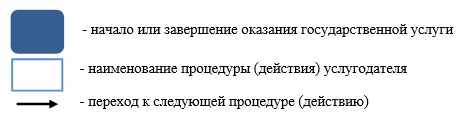 - начало или завершение оказания государственной услуги
- наименование процедуры (действия) услугодателя
- переход к следующей процедуре (действию)